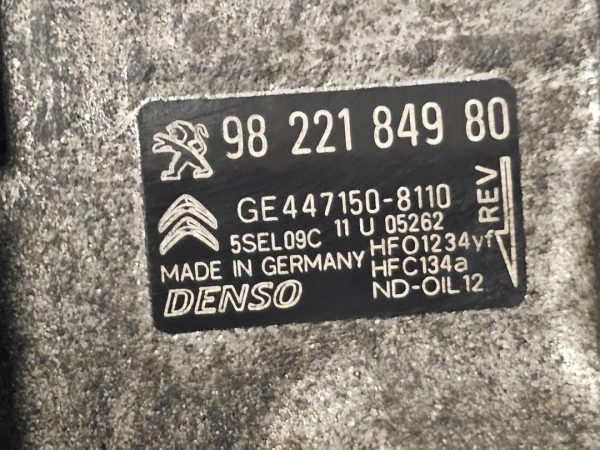 98 221 849 80
GE447150-8110
5SEL09C 11 U 05262
HFO1234yf
MADE IN GERMANY HFC134a
DENSO ND-OIL12
REV